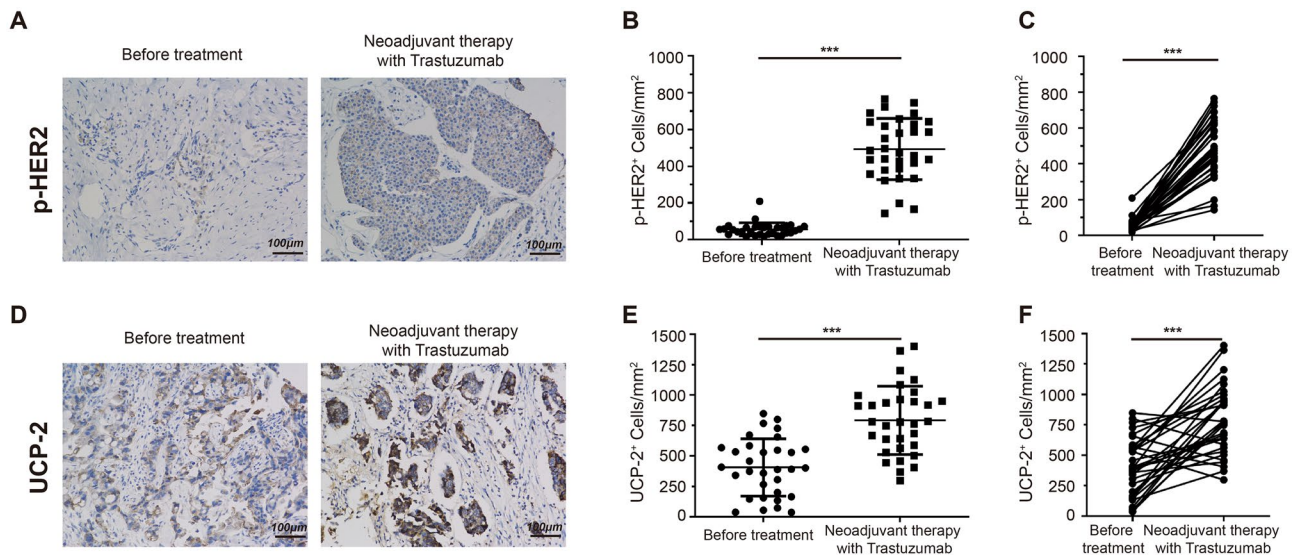 A
Before treatment
Neoadjuvant therapy
with Trastuzumab
p-HER2
100μm
100μm
B
***
p-HER2+ Cells/mm2
1000
800
600
400
200
0
Before treatment
Neoadjuvant therapy
with Trastuzumab
C
***
p-HER2+ Cells/mm2
1000
800
600
400
200
0
Before
treatment
Neoadjuvant therapy
with Trastuzumab
D
Before treatment
Neoadjuvant therapy
with Trastuzumab
UCP-2
100μm
100μm
E
***
UCP-2+ Cells/mm2
1500
1250
1000
750
500
250
0
Before treatment
Neoadjuvant therapy
with Trastuzumab
F
***
UCP-2+ Cells/mm2
1500
1250
1000
750
500
250
0
Before
treatment
Neoadjuvant therapy
with Trastuzumab